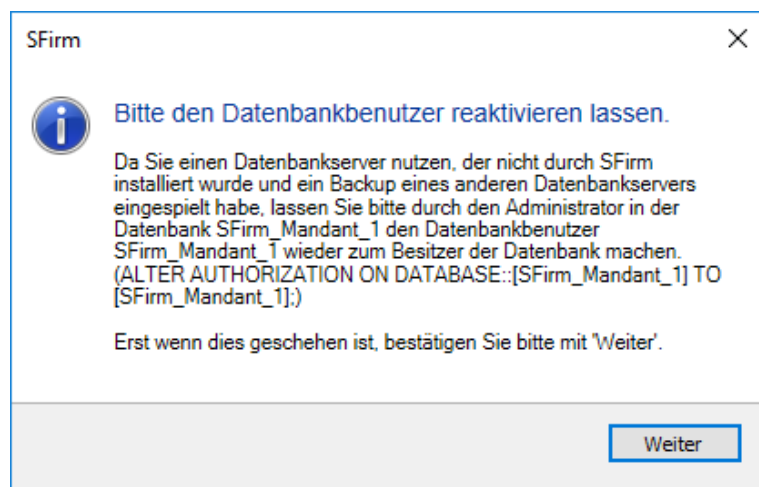 SFirm
Bitte den Datenbankbenutzer reaktivieren lassen.
Da Sie einen Datenbankserver nutzen, der nicht durch SFirm
installiert wurde und ein Backup eines anderen Datenbankservers
eingespielt habe, lassen Sie bitte durch den Administrator in der
Datenbank SFirm_Mandant_1 den Datenbankbenutzer
SFirm_Mandant_1 wieder zum Besitzer der Datenbank machen.
(ALTER AUTHORIZATION ON DATABASE::[SFirm_Mandant_1] TO
[SFirm_Mandant_1];)
Erst wenn dies geschehen ist, bestätigen Sie bitte mit 'Weiter'.
Weiter